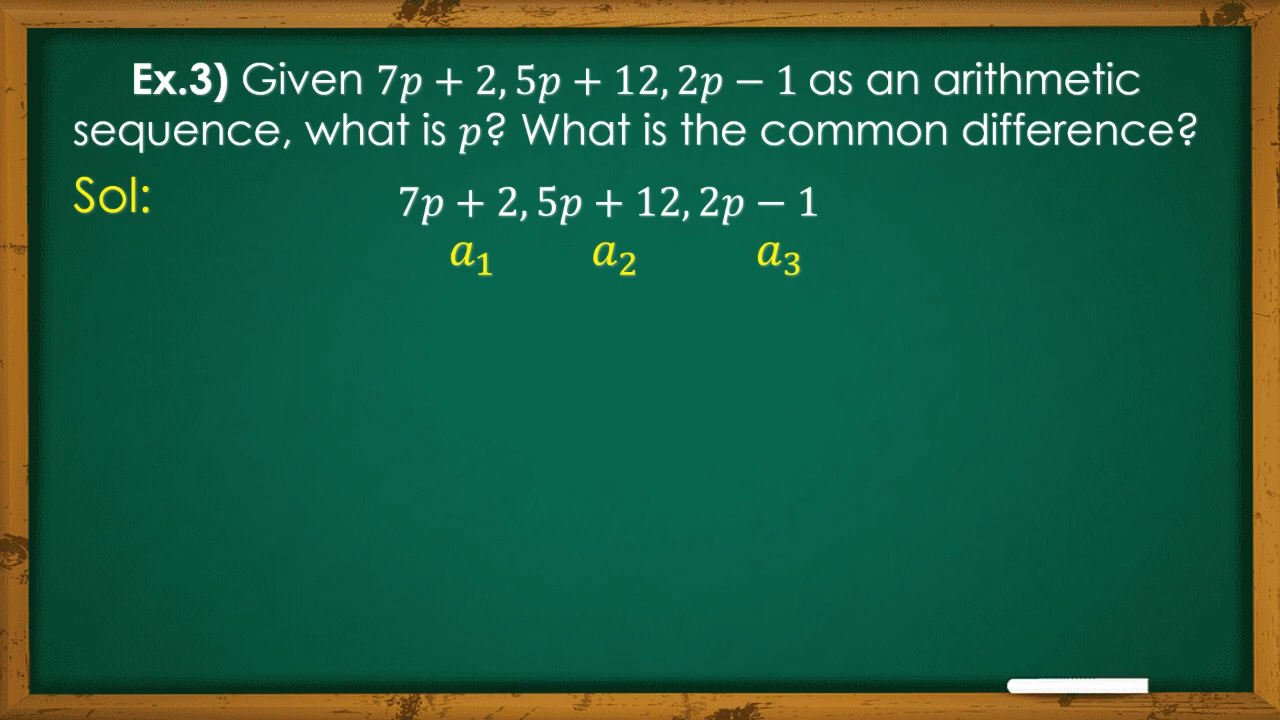 Ex.3) Given 7p + 2, 5p + 12, 2p − 1 as an arithmetic
sequence, what is p? What is the common difference?
Sol: 7p + 2, 5p + 12, 2p − 1
a₁ a₂ a₃